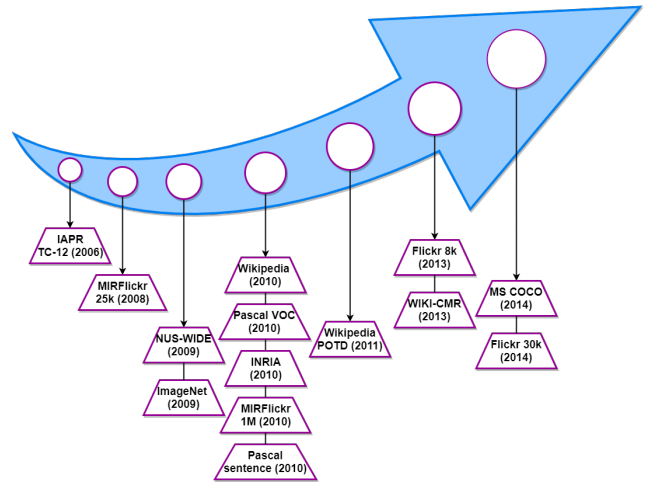 IAPR
TC-12 (2006)
MIRFlickr
25k (2008)
NUS-WIDE
(2009)
ImageNet
(2009)
Wikipedia
(2010)
Pascal VOC
(2010)
INRIA
(2010)
MIRFlickr
1M (2010)
Pascal
sentence (2010)
Wikipedia
POTD (2011)
Flickr 8k
(2013)
WIKI-CMR
(2013)
MS COCO
(2014)
Flickr 30k
(2014)